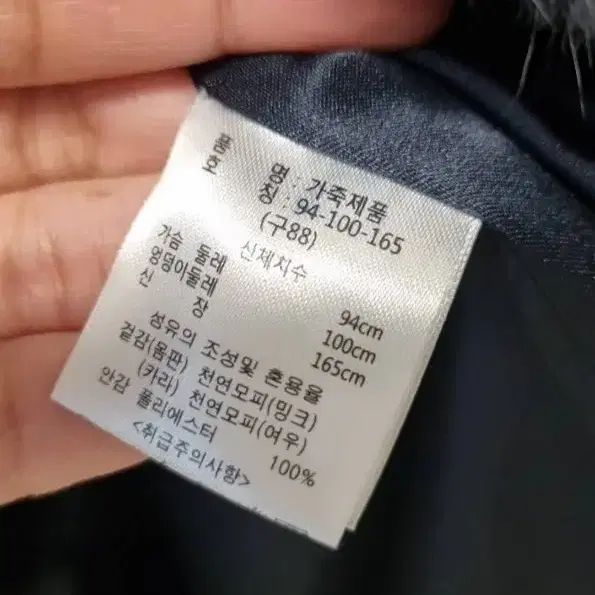 품 명 : 가죽제품
호 칭 : 94-100-165
(구88)
신체치수
가슴 둘레 94cm
엉덩이둘레 100cm
신 장 165cm
섬유의 조성및 혼용율
겉감(몸판) 천연모피(밍크)
(카라) 천연모피(여우)
안감 폴리에스터 100%
<취급주의사항>